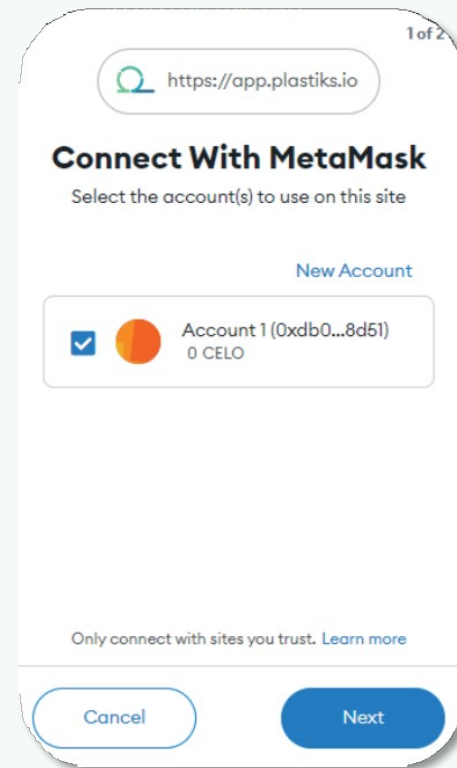 1 of 2
https://app.plastiks.io
Connect With MetaMask
Select the account(s) to use on this site
New Account
Account 1 (0xdb0...8d51)
0 CELO
Only connect with sites you trust. Learn more
Cancel
Next